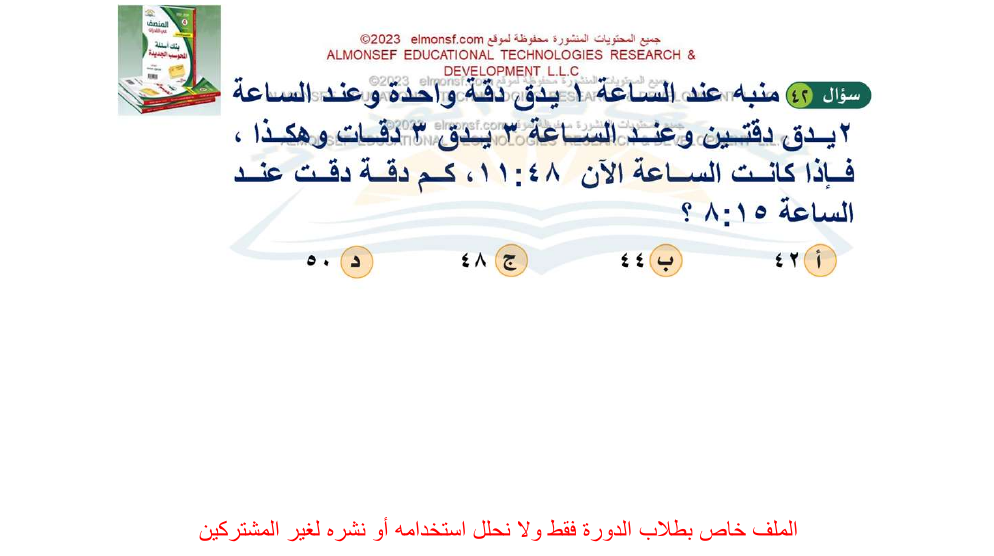 جميع المحتويات المنشورة محفوظة لموقع elmonsf.com ©2023
ALMONSEF EDUCATIONAL TECHNOLOGIES RESEARCH &
DEVELOPMENT L.L.C
سؤال ٤٢ منبه عند الساعة ١ يدق دقة واحدة وعند الساعة
٢ يدق دقتين وعند الساعة ٣ يدق ٣ دقات وهكذا ،
فإذا كانت الساعة الآن ١١:٤٨، كم دقة دقت عند
الساعة ٨:١٥ ؟
أ ٤٢ ب ٤٤ ج ٤٨ د ٥٠
الملف خاص بطلاب الدورة فقط ولا نحلل استخدامه أو نشره لغير المشتركين